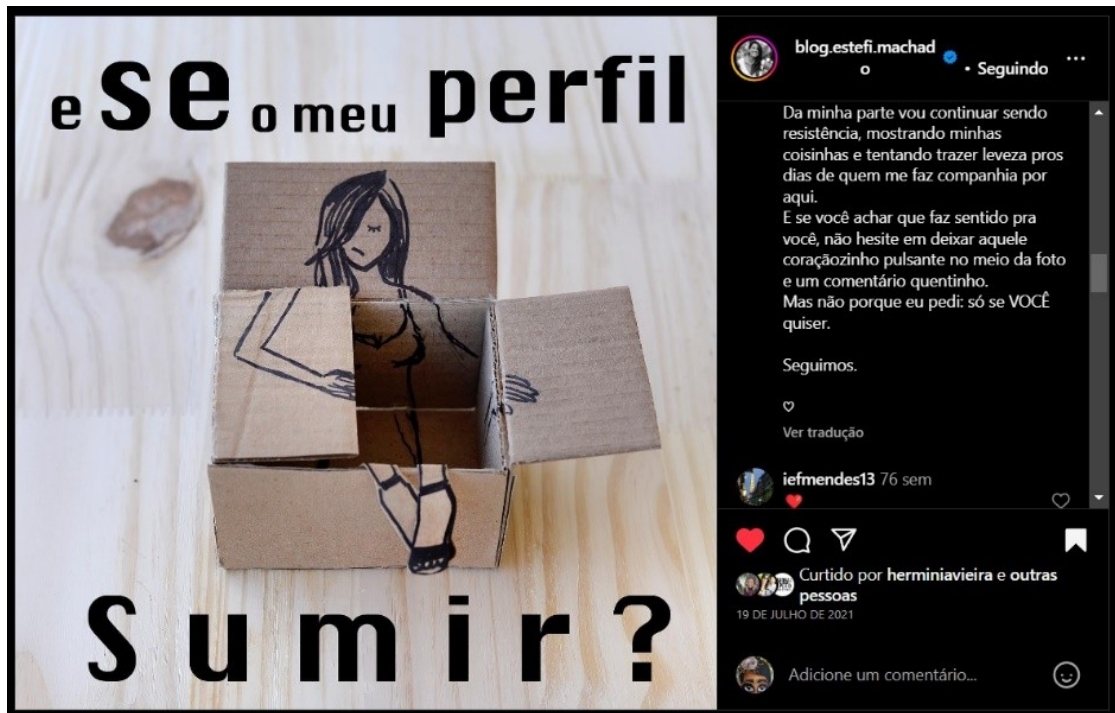 e se o meu perfil
Sumir?
blog.estefi.machad
o
• Seguindo
Da minha parte vou continuar sendo
resistência, mostrando minhas
coisinhas e tentando trazer leveza pros
dias de quem me faz companhia por
aqui.
E se você achar que faz sentido pra
você, não hesite em deixar aquele
coraçãozinho pulsante no meio da foto
e um comentário quentinho.
Mas não porque eu pedi: só se VOCÊ
quiser.
Seguimos.
♡
Ver tradução
iefmendes13 76 sem
❤️
Curtido por herminiavieira e outras
pessoas
19 DE JULHO DE 2021
Adicione um comentário...